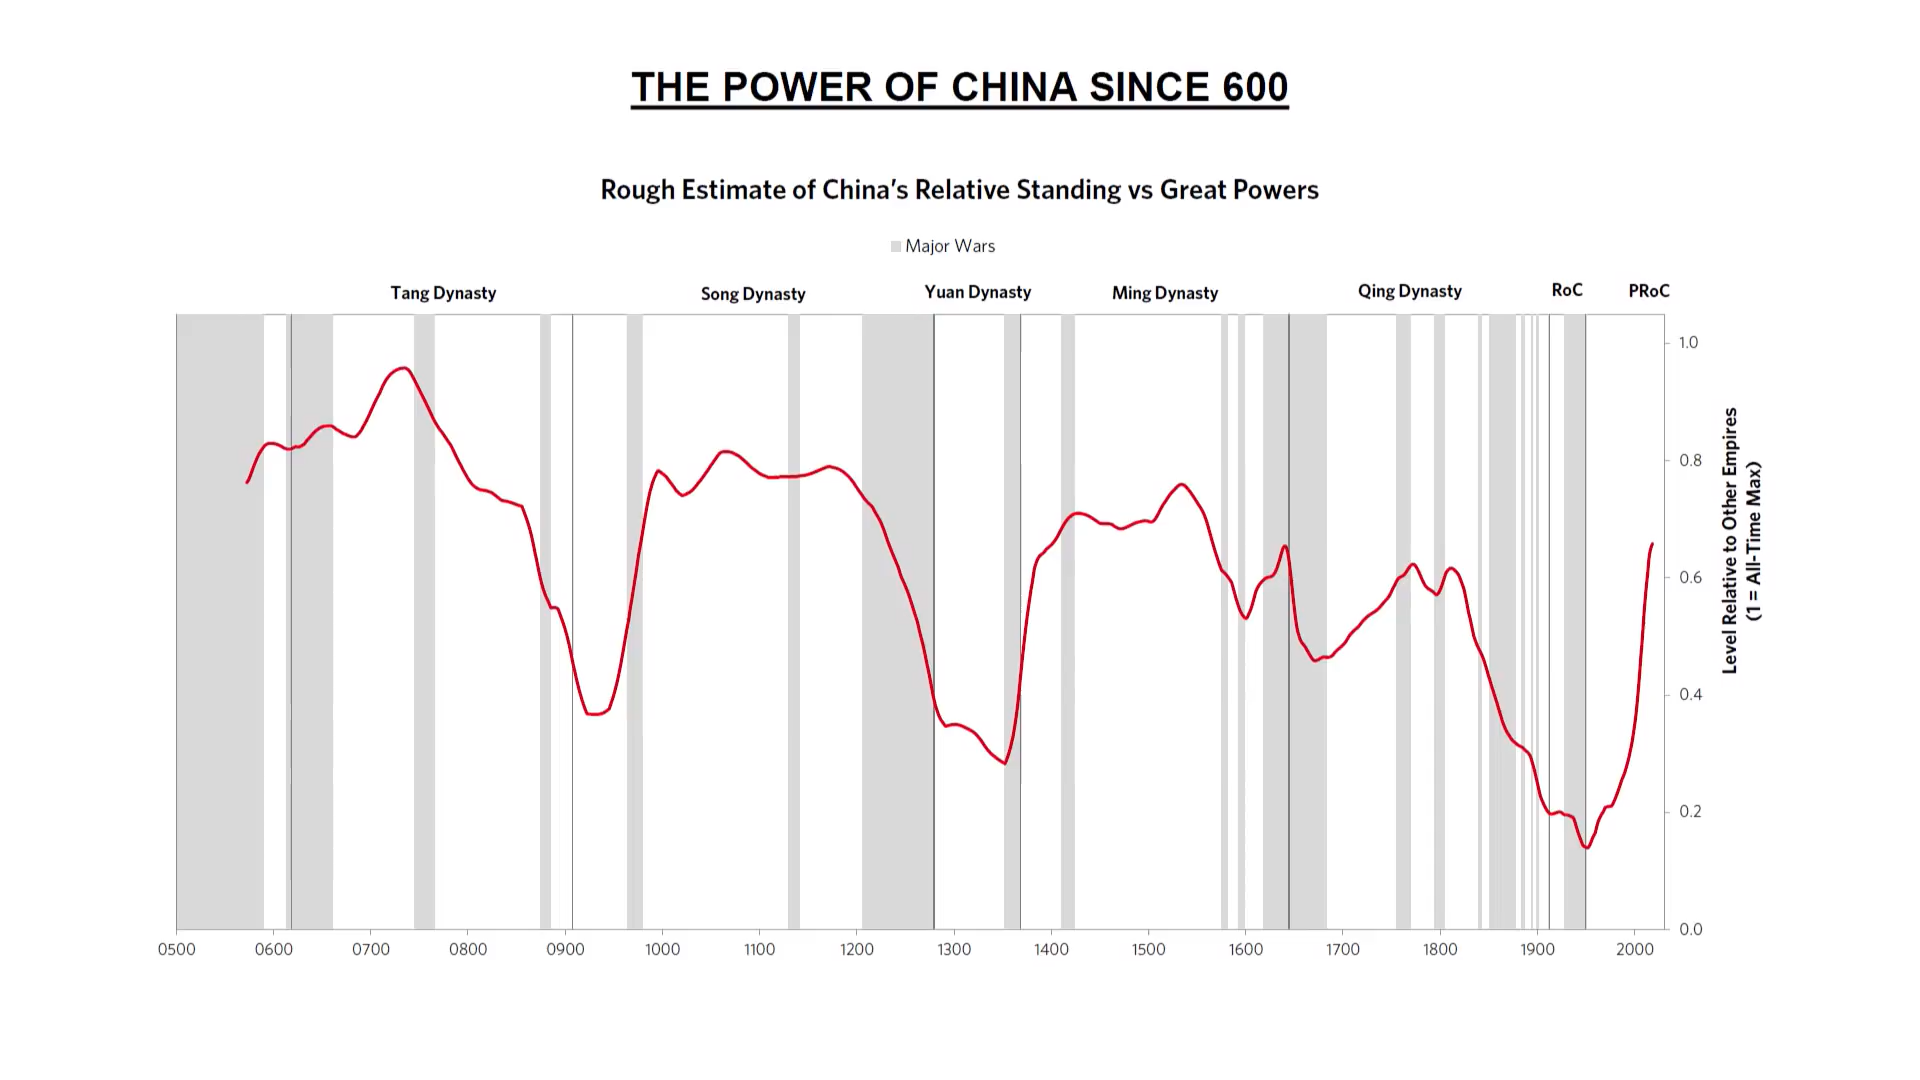 THE POWER OF CHINA SINCE 600
Rough Estimate of China's Relative Standing vs Great Powers
Major Wars
Tang Dynasty
Song Dynasty
Yuan Dynasty
Ming Dynasty
Qing Dynasty
RoC
PRoC
1.0
0.8
0.6
0.4
0.2
0.0
Level Relative to Other Empires
(1 = All-Time Max)
0500
0600
0700
0800
0900
1000
1100
1200
1300
1400
1500
1600
1700
1800
1900
2000